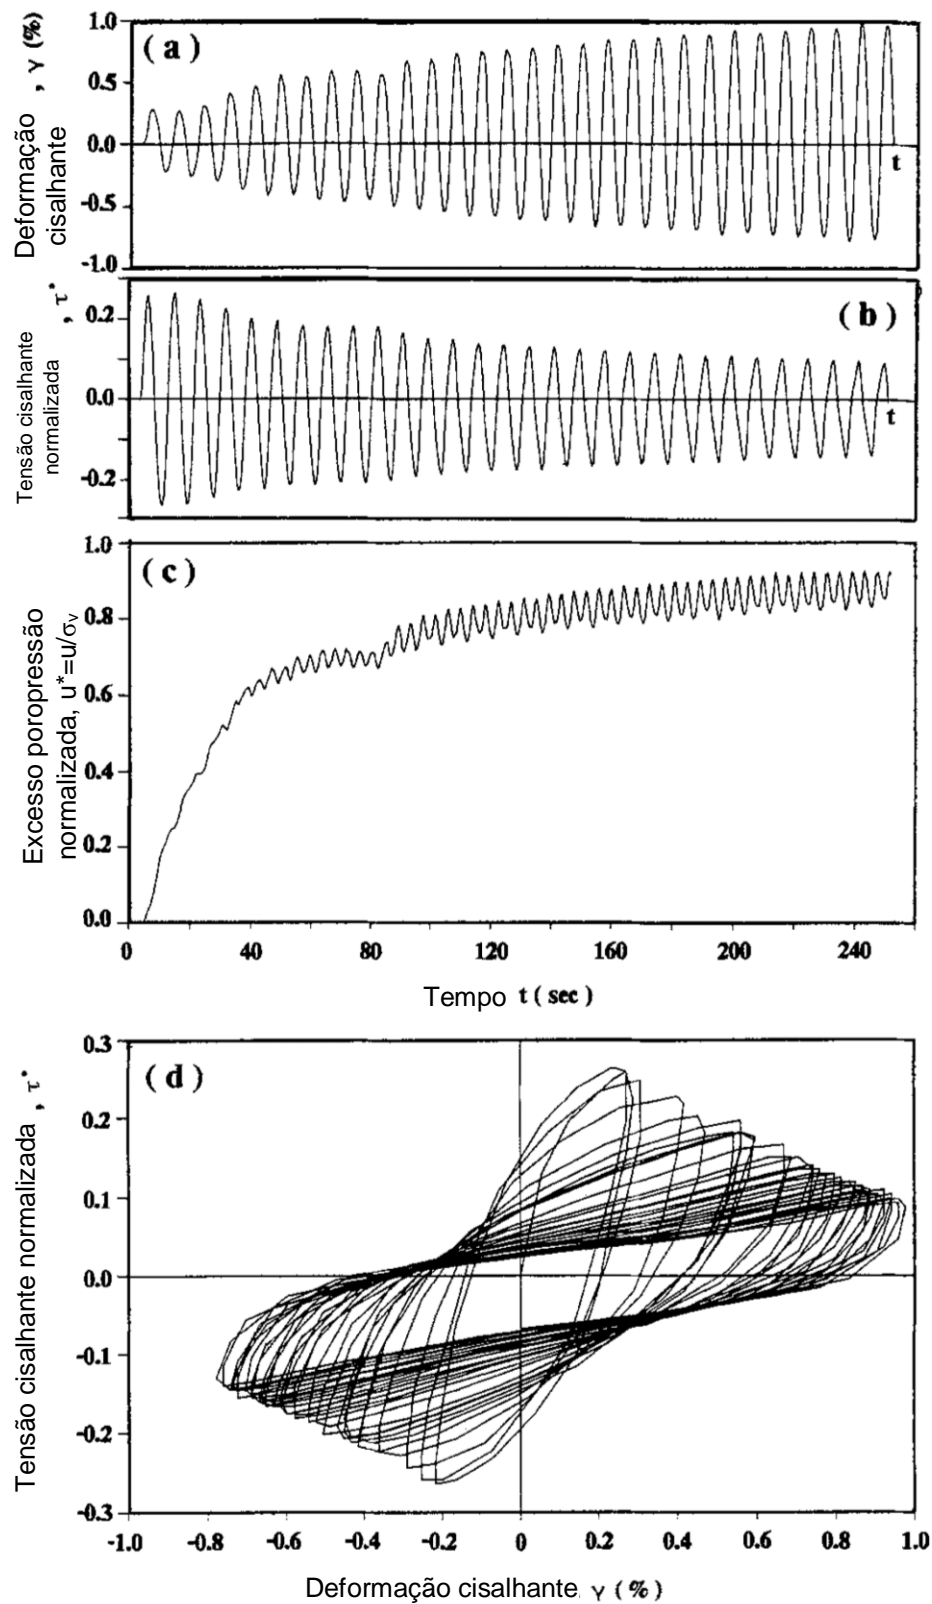 Deformação cisalhante , γ (%)
1.0
0.5
0.0
-0.5
-1.0
( a )
t
Tensão cisalhante normalizada , τ*
0.2
0.0
-0.2
( b )
t
Excesso poropressão
normalizada, u*=u/σv
1.0
0.8
0.6
0.4
0.2
0.0
( c )
0 40 80 120 160 200 240
Tempo t ( sec )
Tensão cisalhante normalizada , τ*
0.3
0.2
0.1
0.0
-0.1
-0.2
-0.3
( d )
-1.0 -0.8 -0.6 -0.4 -0.2 0 0.2 0.4 0.6 0.8 1.0
Deformação cisalhante, γ ( % )